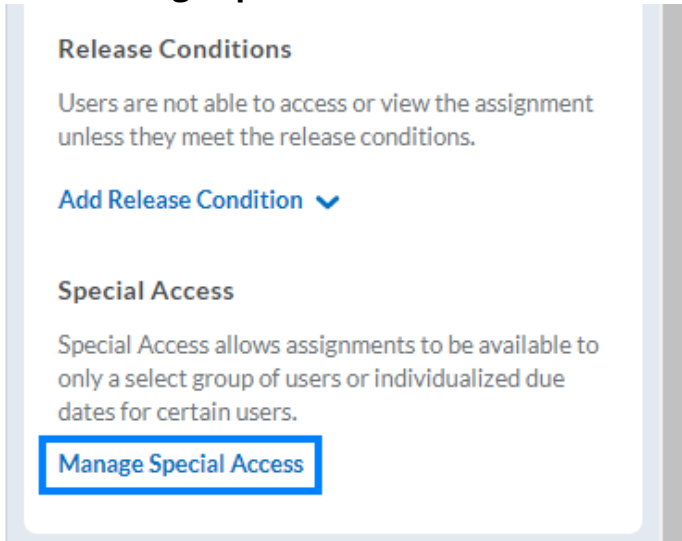 Release Conditions
Users are not able to access or view the assignment
unless they meet the release conditions.
Add Release Condition
Special Access
Special Access allows assignments to be available to
only a select group of users or individualized due
dates for certain users.
Manage Special Access